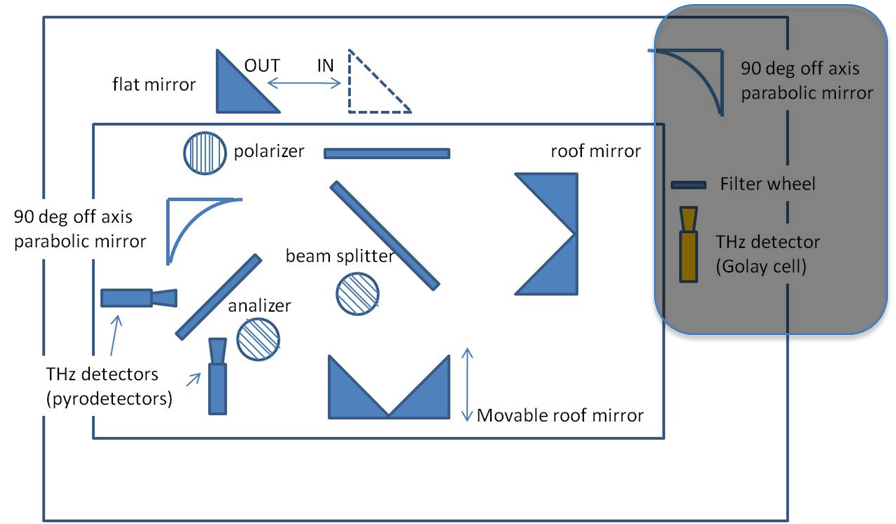 OUT IN
flat mirror
90 deg off axis
parabolic mirror
polarizer
roof mirror
Filter wheel
90 deg off axis
parabolic mirror
THz detector
(Golay cell)
beam splitter
analizer
THz detectors
(pyrodetectors)
Movable roof mirror